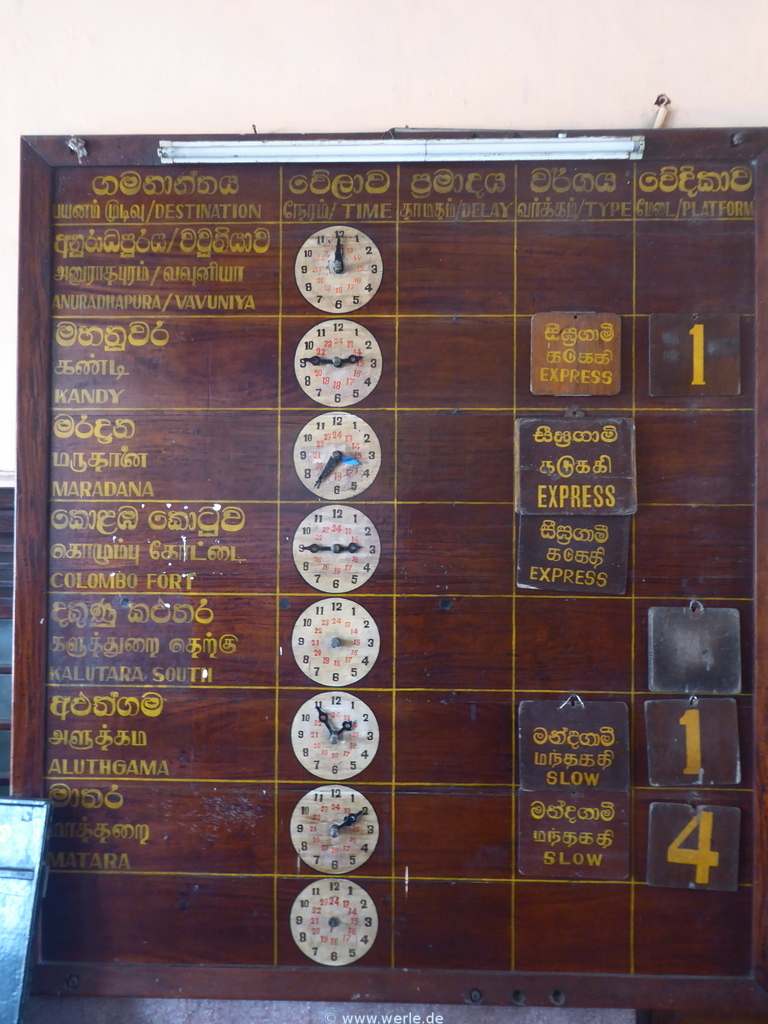 ගමනාන්තය වේලාව ප්‍රමාදය වර්ගය වේදිකාව
பயனம் முடிவு/DESTINATION நேரம்/ TIME தாமதம்/DELAY வர்க்கம்/TYPE மேடை/PLATFORM
අනුරාධපුරය/වවුනියාව
அனுராதபுரம்/வவுனியா
ANURADHAPURA/VAVUNIYA
මහනුවර
கண்டி
KANDY
සීඝ්‍රගාමී
கடுகதி
EXPRESS
1
මරදාන
மருதானை
MARADANA
සීඝ්‍රගාමි
கடுகதி
EXPRESS
කොළඹ කොටුව
கொழும்பு கோட்டை
COLOMBO FORT
සීඝ්‍රගාමී
கடுகதி
EXPRESS
දකුණු කළුතර
களுத்துறை தெற்கு
KALUTARA SOUTH
අළුත්ගම
அளுத்கம
ALUTHGAMA
මන්දගාමී
மந்தகதி
SLOW
1
මාතර
மாத்தறை
MATARA
මන්දගාමී
மந்தகதி
SLOW
4
© www.werle.de